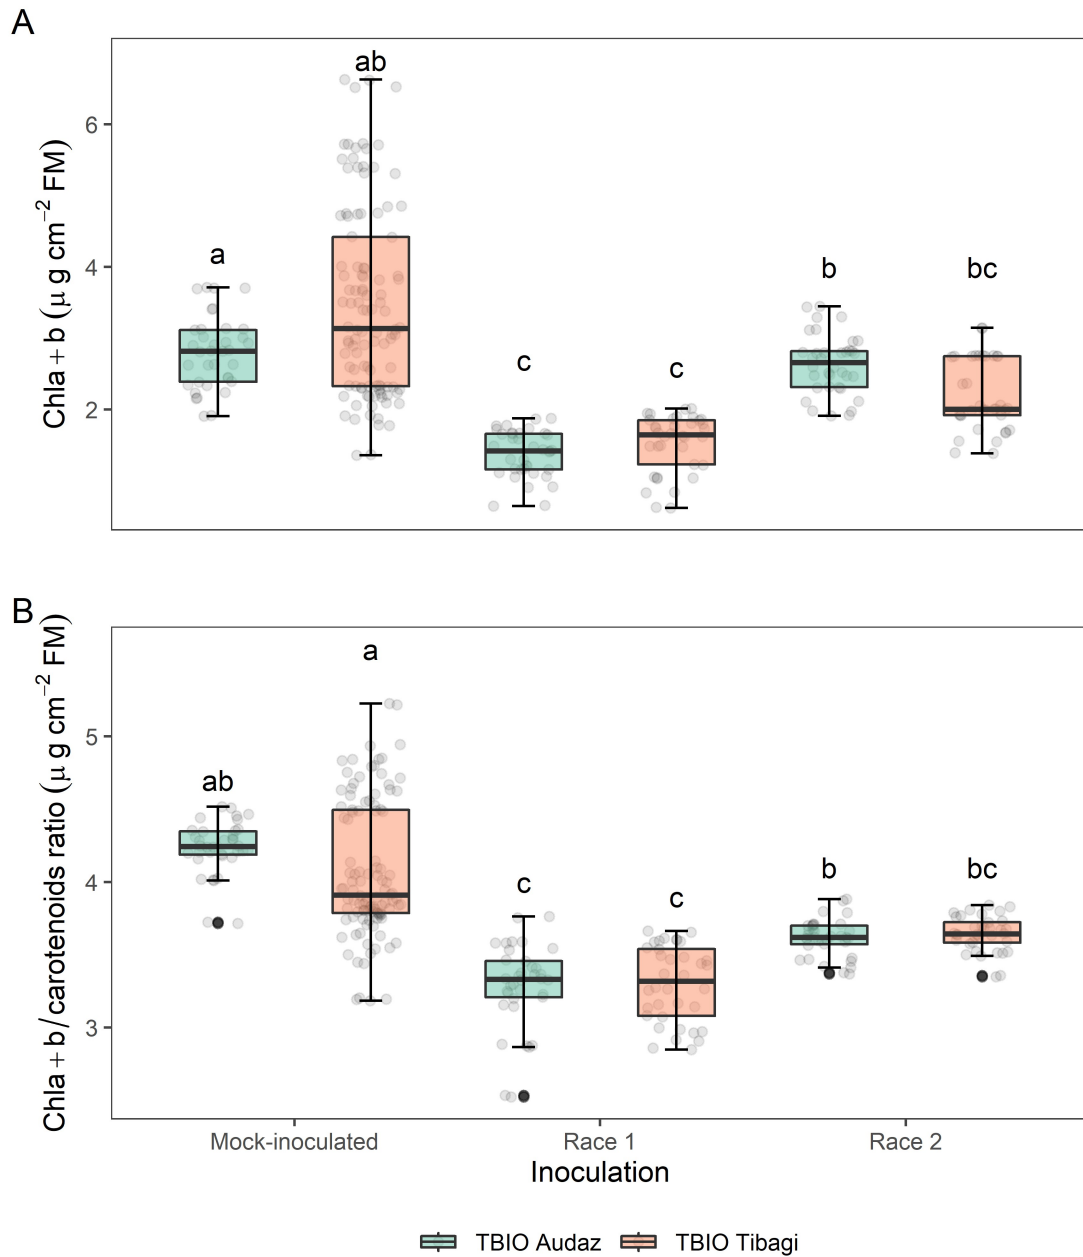 A
Chla + b (μ g cm⁻² FM)
6
4
2
a
ab
c
c
b
bc
B
Chla + b/carotenoids ratio (μ g cm⁻² FM)
5
4
3
ab
a
c
c
b
bc
Mock-inoculated Race 1 Race 2
Inoculation
TBIO Audaz TBIO Tibagi